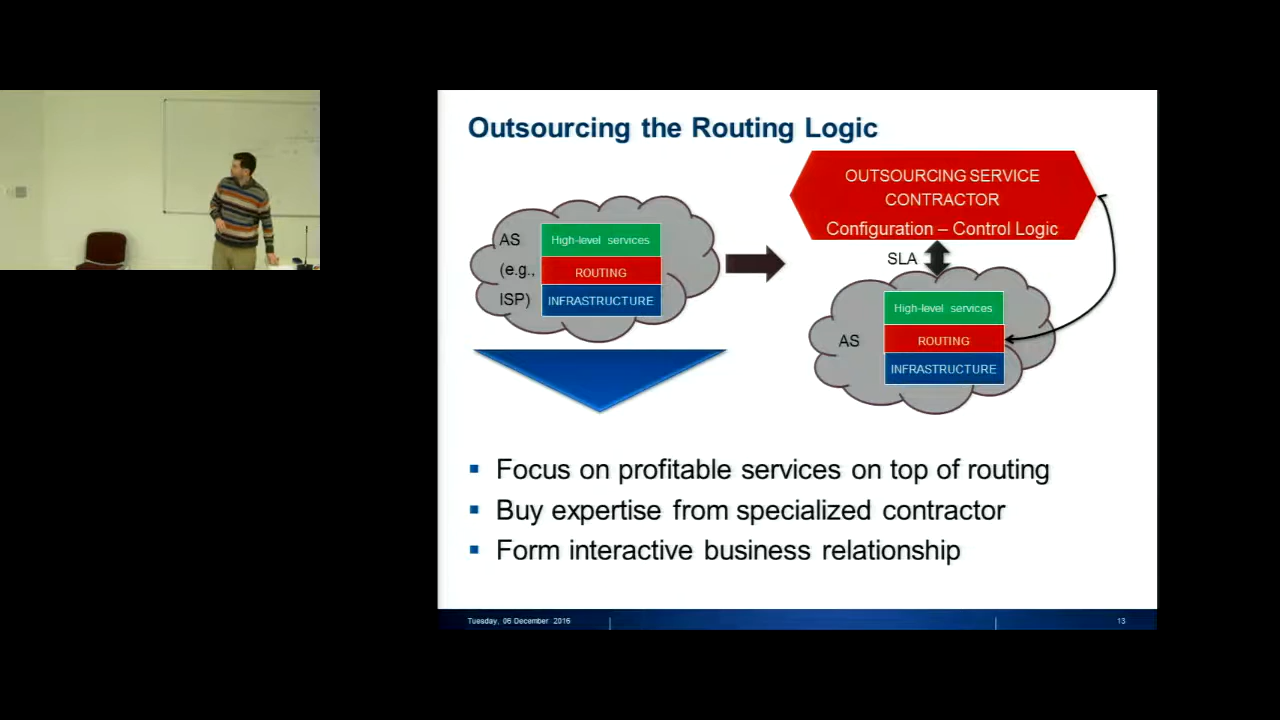 Outsourcing the Routing Logic
AS
(e.g.,
ISP)
High-level services
ROUTING
INFRASTRUCTURE
OUTSOURCING SERVICE
CONTRACTOR
Configuration – Control Logic
SLA
AS
High-level services
ROUTING
INFRASTRUCTURE
▪ Focus on profitable services on top of routing
▪ Buy expertise from specialized contractor
▪ Form interactive business relationship
Tuesday, 06 December 2016
13